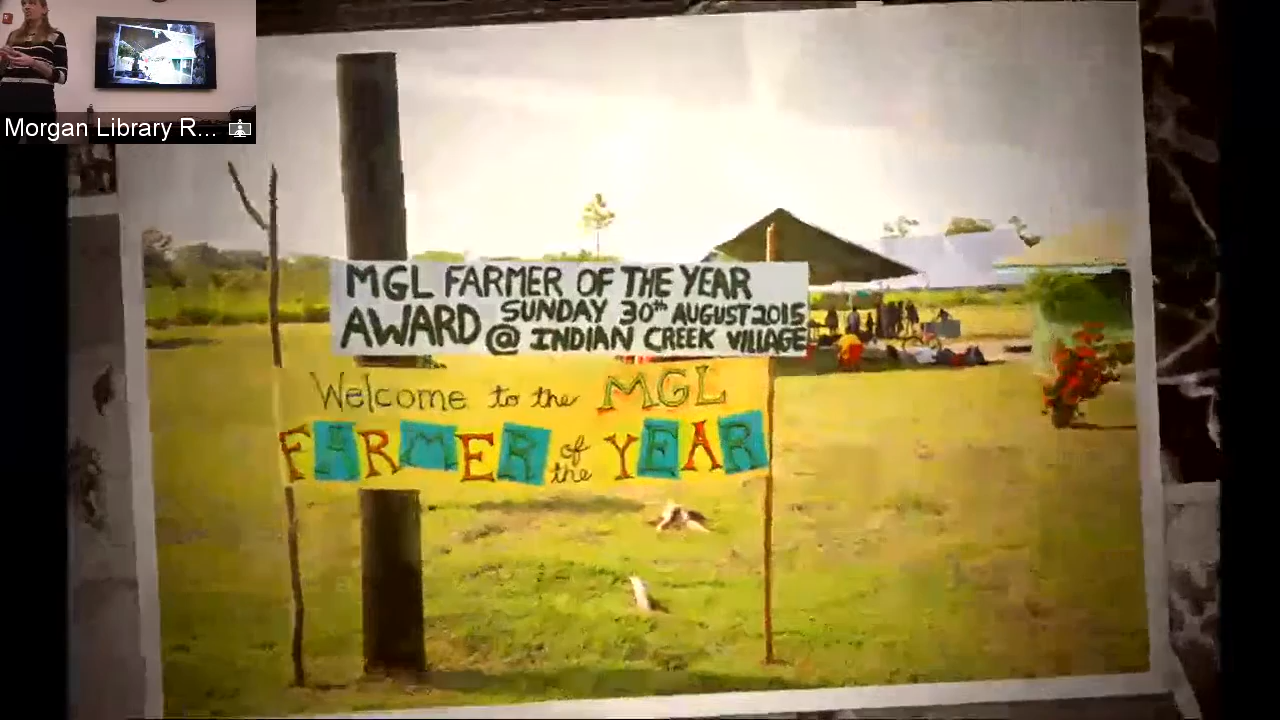 Morgan Library R...
MGL FARMER OF THE YEAR
AWARD
SUNDAY 30th AUGUST 2015
@ INDIAN CREEK VILLAGE
Welcome to the MGL
FARMER of the YEAR